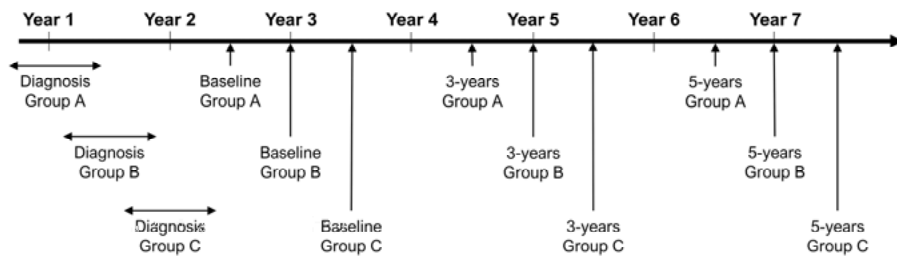 Year 1 Year 2 Year 3 Year 4 Year 5 Year 6 Year 7
Diagnosis
Group A
Baseline
Group A
3-years
Group A
5-years
Group A
Diagnosis
Group B
Baseline
Group B
3-years
Group B
5-years
Group B
Diagnosis
Group C
Baseline
Group C
3-years
Group C
5-years
Group C